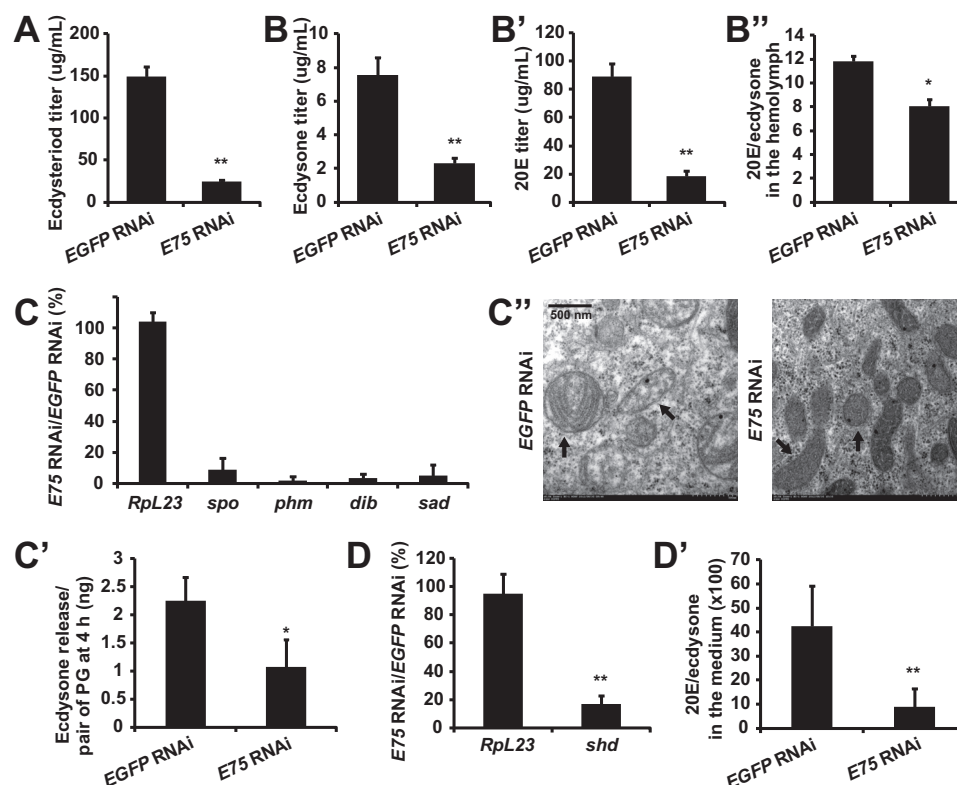 A
Ecdysteriod titer (ug/mL)
200
150
100
50
0
**
EGFP RNAi
E75 RNAi
B
Ecdysone titer (ug/mL)
8
6
4
2
0
**
EGFP RNAi
E75 RNAi
B'
20E titer (ug/mL)
120
100
80
60
40
20
0
**
EGFP RNAi
E75 RNAi
B"
20E/ecdysone
in the hemolymph
14
12
10
8
6
4
2
0
*
EGFP RNAi
E75 RNAi
C
E75 RNAi/EGFP RNAi (%)
120
100
80
60
40
20
0
RpL23 spo phm dib sad
C"
EGFP RNAi
500 nm
E75 RNAi
C'
Ecdysone release/
pair of PG at 4 h (ng)
3
2.5
2
1.5
1
0.5
0
*
EGFP RNAi
E75 RNAi
D
E75 RNAi/EGFP RNAi (%)
120
100
80
60
40
20
0
**
RpL23 shd
D'
20E/ecdysone
in the medium (x100)
70
60
50
40
30
20
10
0
**
EGFP RNAi
E75 RNAi